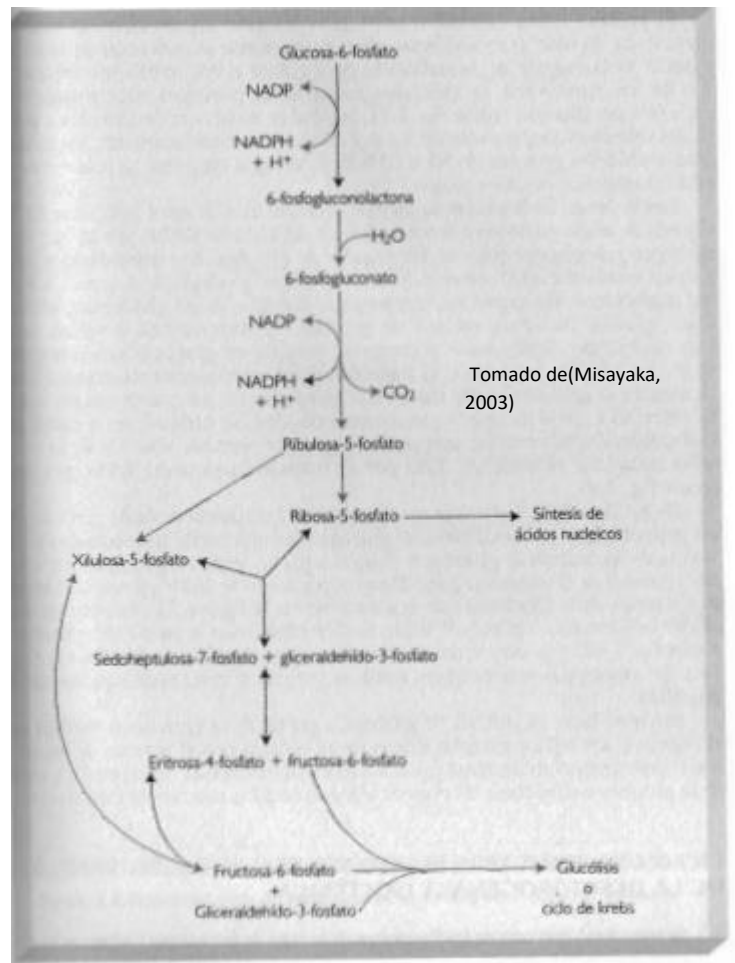 Glucosa-6-fosfato
NADP
NADPH
+ H⁺
6-fosfogluconolactona
H₂O
6-fosfogluconato
NADP
NADPH
+ H⁺
CO₂
Tomado de(Misayaka,
2003)
Ribulosa-5-fosfato
Ribosa-5-fosfato
Síntesis de
ácidos nucleicos
Xilulosa-5-fosfato
Sedoheptulosa-7-fosfato + gliceraldehido-3-fosfato
Eritrosa-4-fosfato + fructosa-6-fosfato
Fructosa-6-fosfato
+
Gliceraldehido-3-fosfato
Glucólisis
o
ciclo de krebs